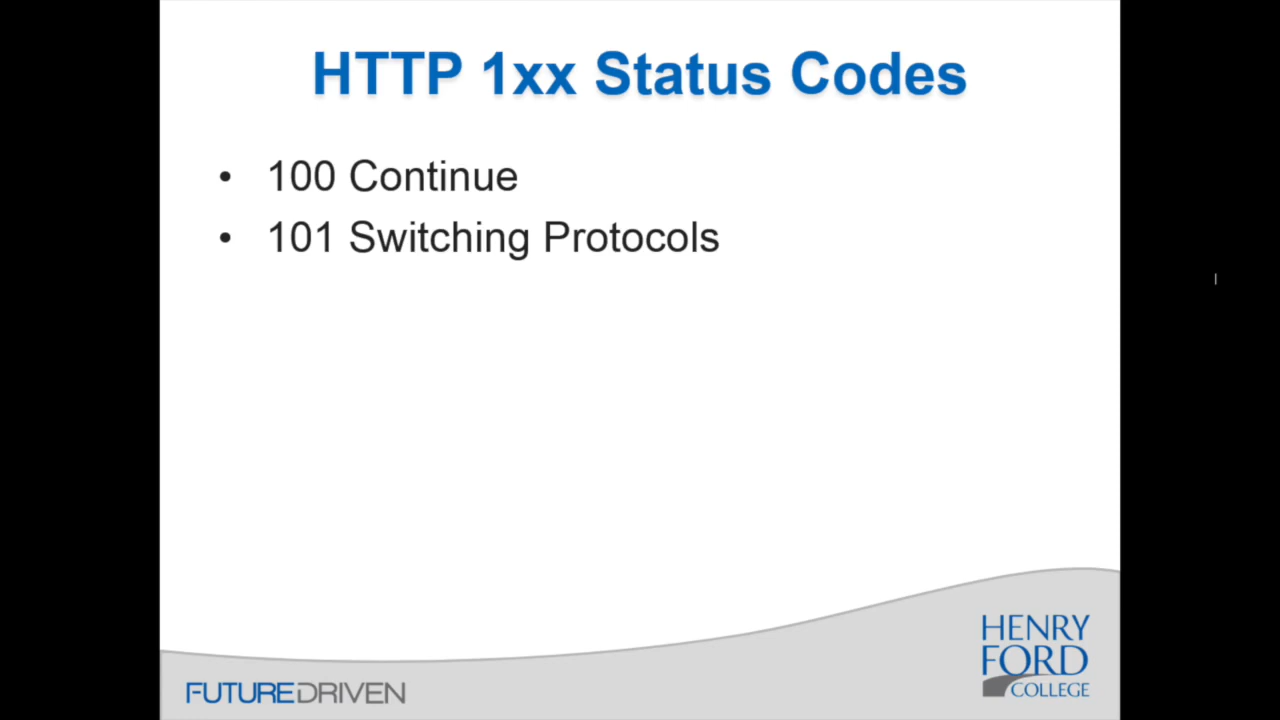 HTTP 1xx Status Codes
• 100 Continue
• 101 Switching Protocols
FUTUREDRIVEN
HENRY
FORD
COLLEGE